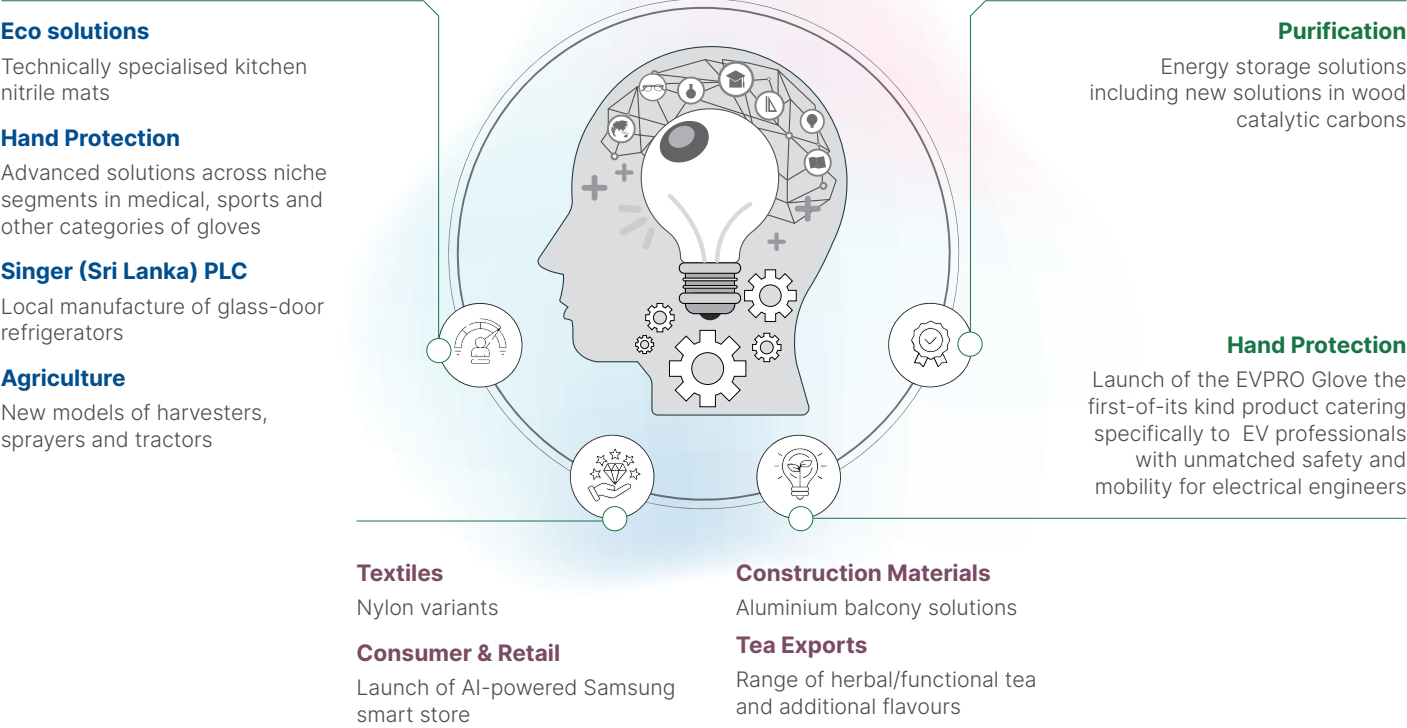 Eco solutions
Technically specialised kitchen
nitrile mats
Hand Protection
Advanced solutions across niche
segments in medical, sports and
other categories of gloves
Singer (Sri Lanka) PLC
Local manufacture of glass-door
refrigerators
Agriculture
New models of harvesters,
sprayers and tractors
Purification
Energy storage solutions
including new solutions in wood
catalytic carbons
Hand Protection
Launch of the EVPRO Glove the
first-of-its kind product catering
specifically to EV professionals
with unmatched safety and
mobility for electrical engineers
Textiles
Nylon variants
Consumer & Retail
Launch of AI-powered Samsung
smart store
Construction Materials
Aluminium balcony solutions
Tea Exports
Range of herbal/functional tea
and additional flavours